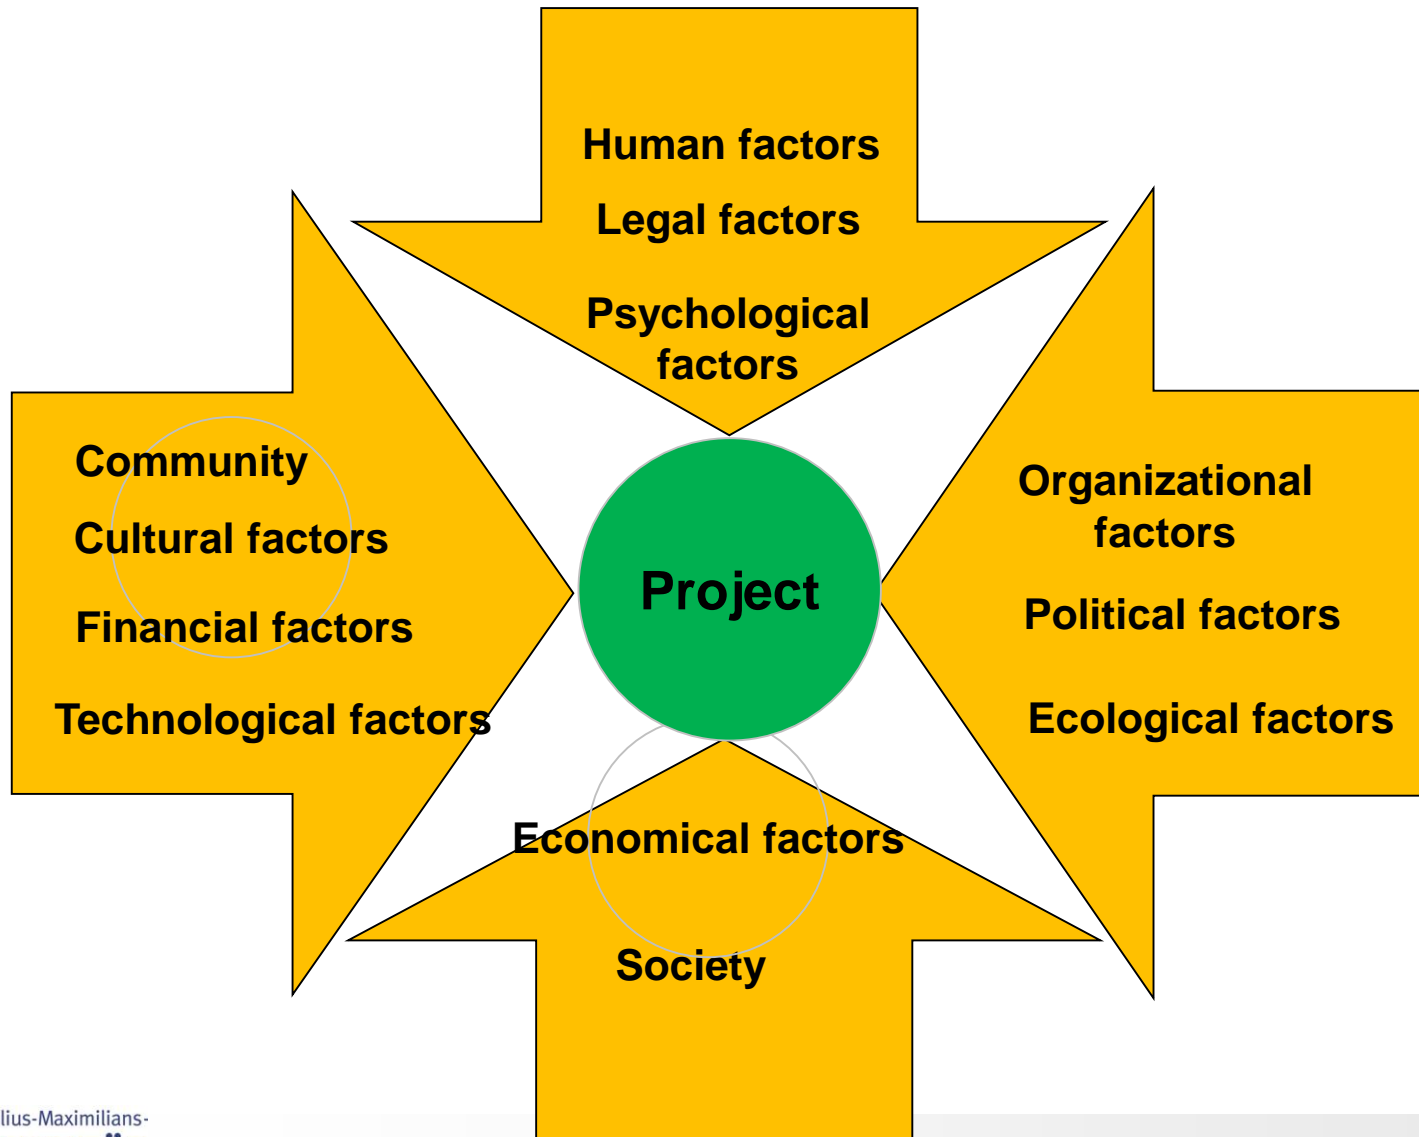 Human factors
Legal factors
Psychological
factors
Community
Cultural factors
Financial factors
Technological factors
Project
Organizational
factors
Political factors
Ecological factors
Economical factors
Society
lius-Maximilians-